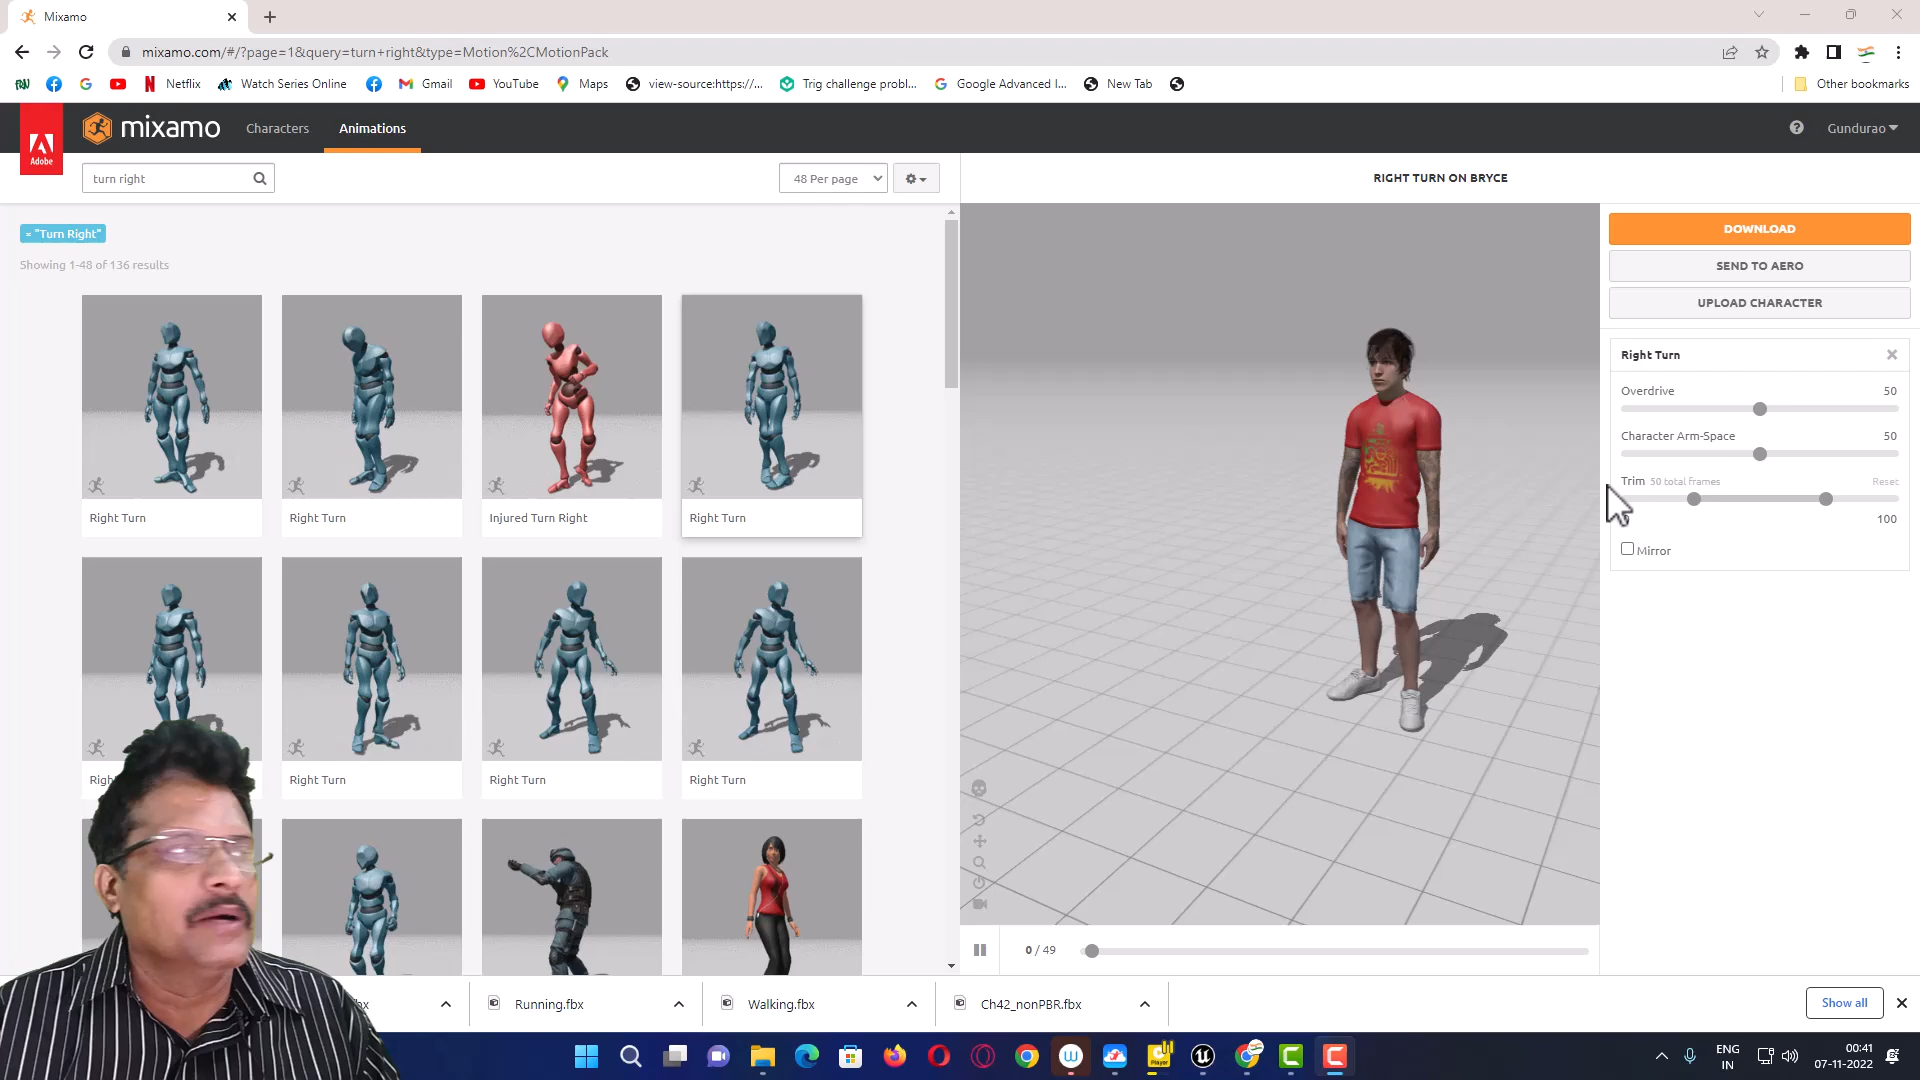 Mixamo
mixamo.com/#/?page=1&query=turn+right&type=Motion%2CMotionPack
Netflix
Watch Series Online
Gmail
YouTube
Maps
view-source:https://...
Trig challenge probl...
Google Advanced I...
New Tab
Other bookmarks
Adobe
mixamo
Characters
Animations
Gundurao
turn right
48 Per page
RIGHT TURN ON BRYCE
× "Turn Right"
Showing 1-48 of 136 results
DOWNLOAD
SEND TO AERO
UPLOAD CHARACTER
Right Turn
Overdrive 50
Character Arm-Space 50
Trim 50 total frames Reset
100
Mirror
Right Turn
Right Turn
Injured Turn Right
Right Turn
Right Turn
Right Turn
Right Turn
0 / 49
Running.fbx
Walking.fbx
Ch42_nonPBR.fbx
Show all
ENG
IN
00:41
07-11-2022